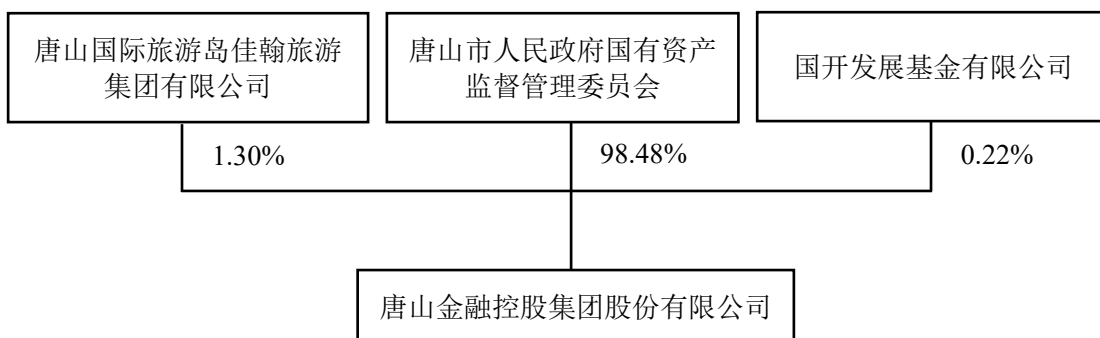 唐山国际旅游岛佳翰旅游
集团有限公司
唐山市人民政府国有资产
监督管理委员会
国开发展基金有限公司
1.30%
98.48%
0.22%
唐山金融控股集团股份有限公司